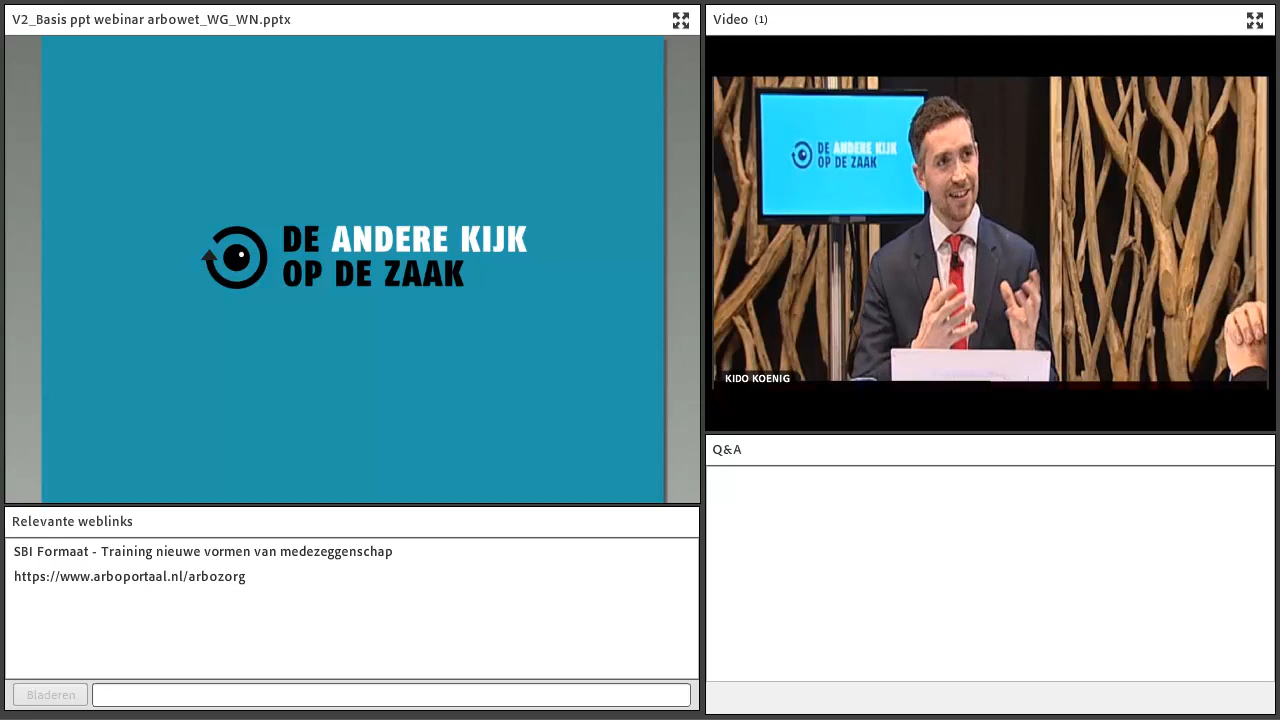 V2_Basis ppt webinar arbowet_WG_WN.pptx
DE ANDERE KIJK
OP DE ZAAK
Relevante weblinks
SBI Formaat - Training nieuwe vormen van medezeggenschap
https://www.arboportaal.nl/arbozorg
Bladeren
Video (1)
DE ANDERE KIJK
OP DE ZAAK
KIDO KOENIG
Q&A